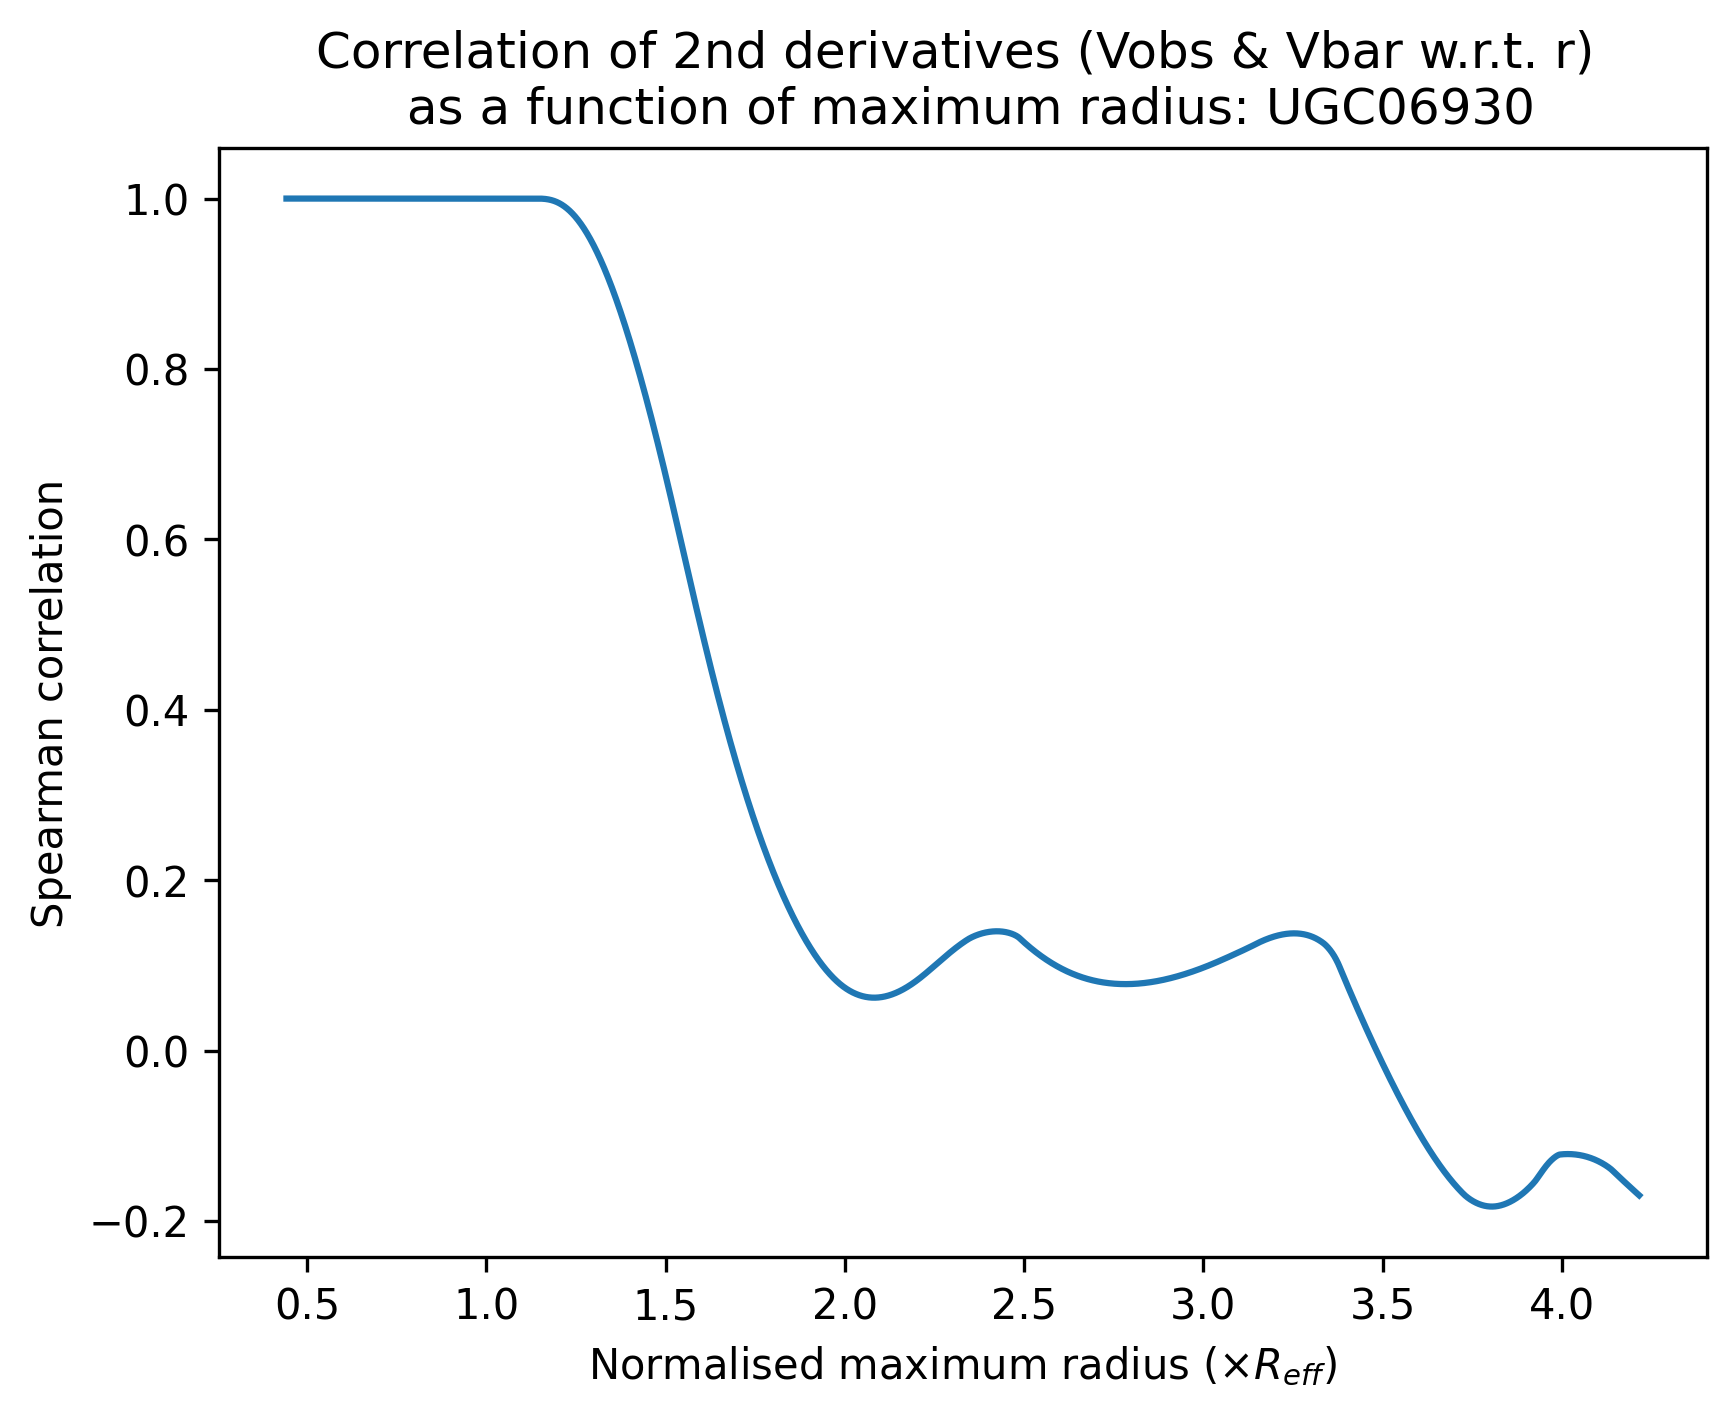 Correlation of 2nd derivatives (Vobs & Vbar w.r.t. r)
as a function of maximum radius: UGC06930
Spearman correlation
1.0
0.8
0.6
0.4
0.2
0.0
−0.2
0.5 1.0 1.5 2.0 2.5 3.0 3.5 4.0
Normalised maximum radius (×R_eff)